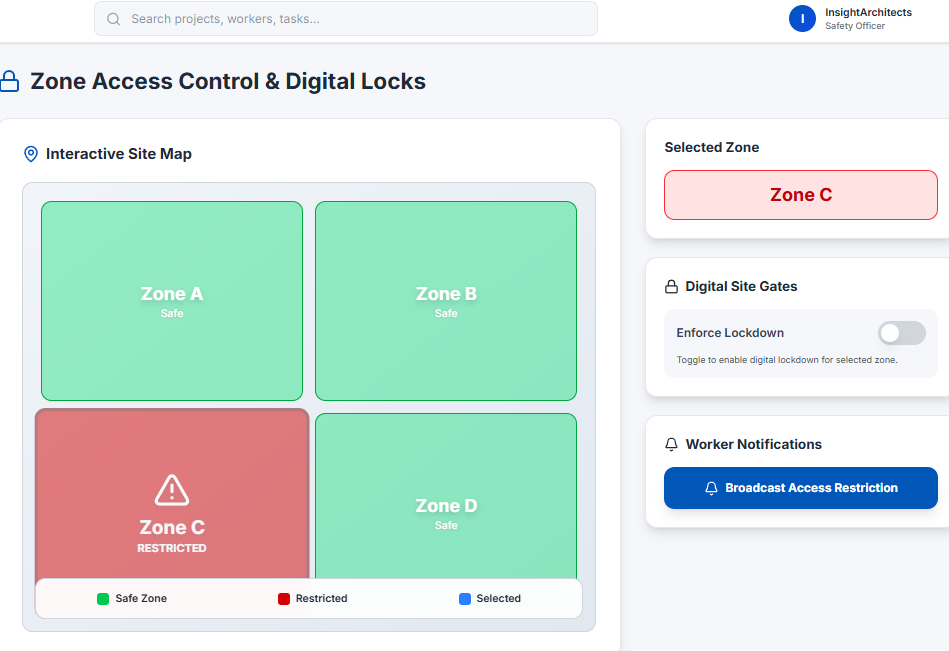 Search projects, workers, tasks...
I
InsightArchitects
Safety Officer
Zone Access Control & Digital Locks
Interactive Site Map
Zone A
Safe
Zone B
Safe
Zone C
RESTRICTED
Zone D
Safe
Safe Zone
Restricted
Selected
Selected Zone
Zone C
Digital Site Gates
Enforce Lockdown
Toggle to enable digital lockdown for selected zone.
Worker Notifications
Broadcast Access Restriction